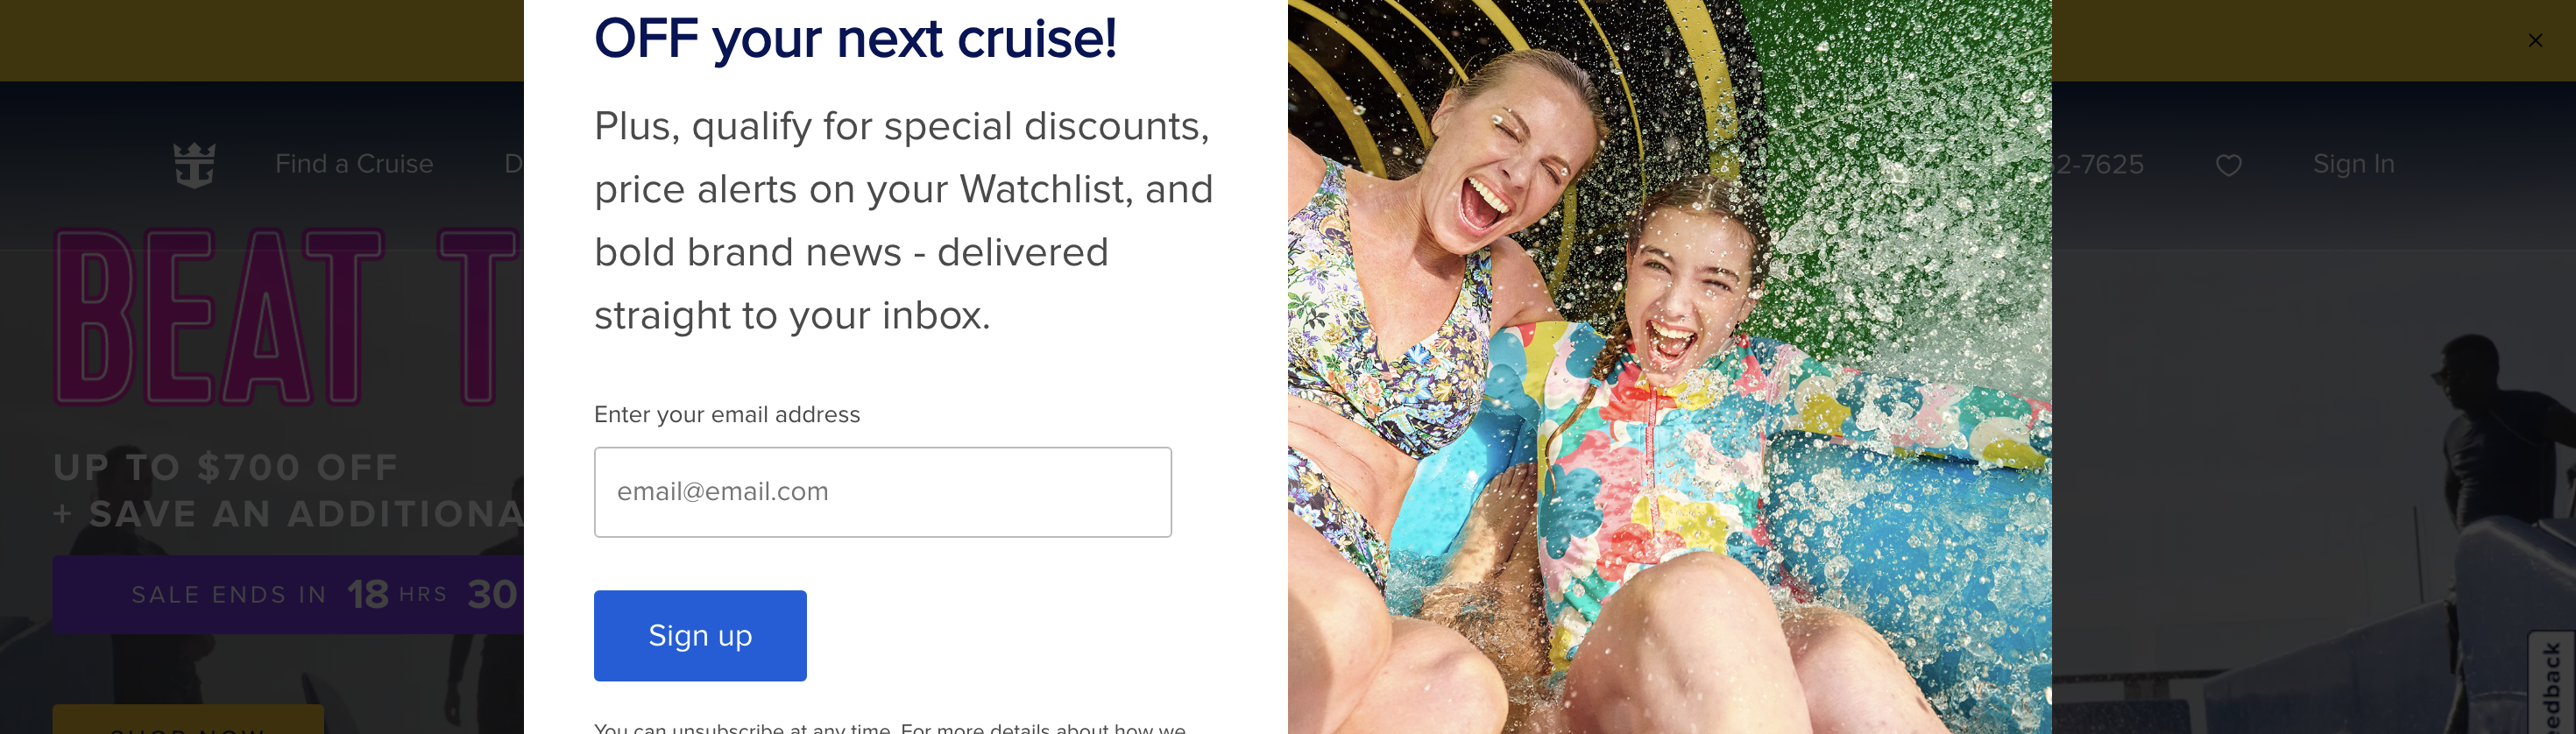 OFF your next cruise!
Plus, qualify for special discounts,
price alerts on your Watchlist, and
bold brand news - delivered
straight to your inbox.
Enter your email address
email@email.com
Sign up
You can unsubscribe at any time. For more details about how we
Find a Cruise
2-7625
Sign In
BEAT T
UP TO $700 OFF
+ SAVE AN ADDITIONA
SALE ENDS IN 18 HRS 30
SHOP NOW
edback